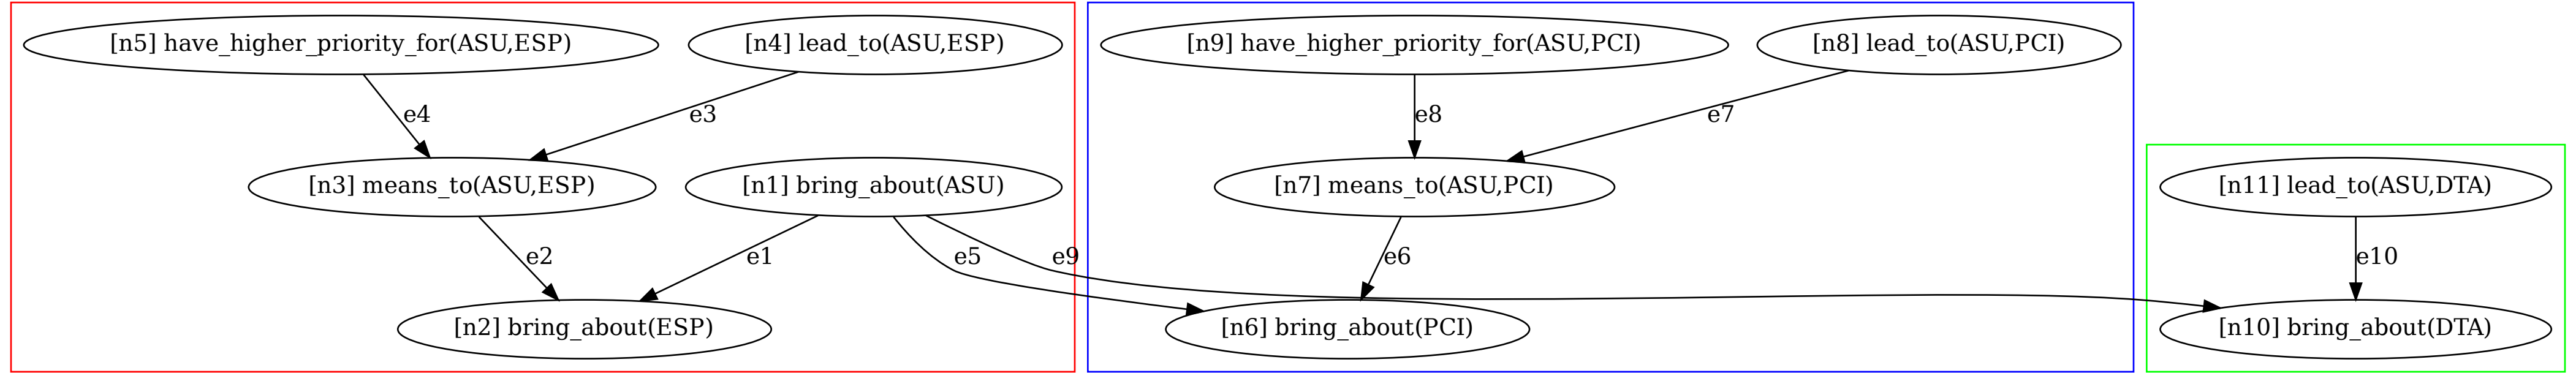 [n5] have_higher_priority_for(ASU,ESP)
[n4] lead_to(ASU,ESP)
[n9] have_higher_priority_for(ASU,PCI)
[n8] lead_to(ASU,PCI)
e4
e3
e8
e7
[n3] means_to(ASU,ESP)
[n1] bring_about(ASU)
[n7] means_to(ASU,PCI)
[n11] lead_to(ASU,DTA)
e2
e1
e5
e9
e6
e10
[n2] bring_about(ESP)
[n6] bring_about(PCI)
[n10] bring_about(DTA)